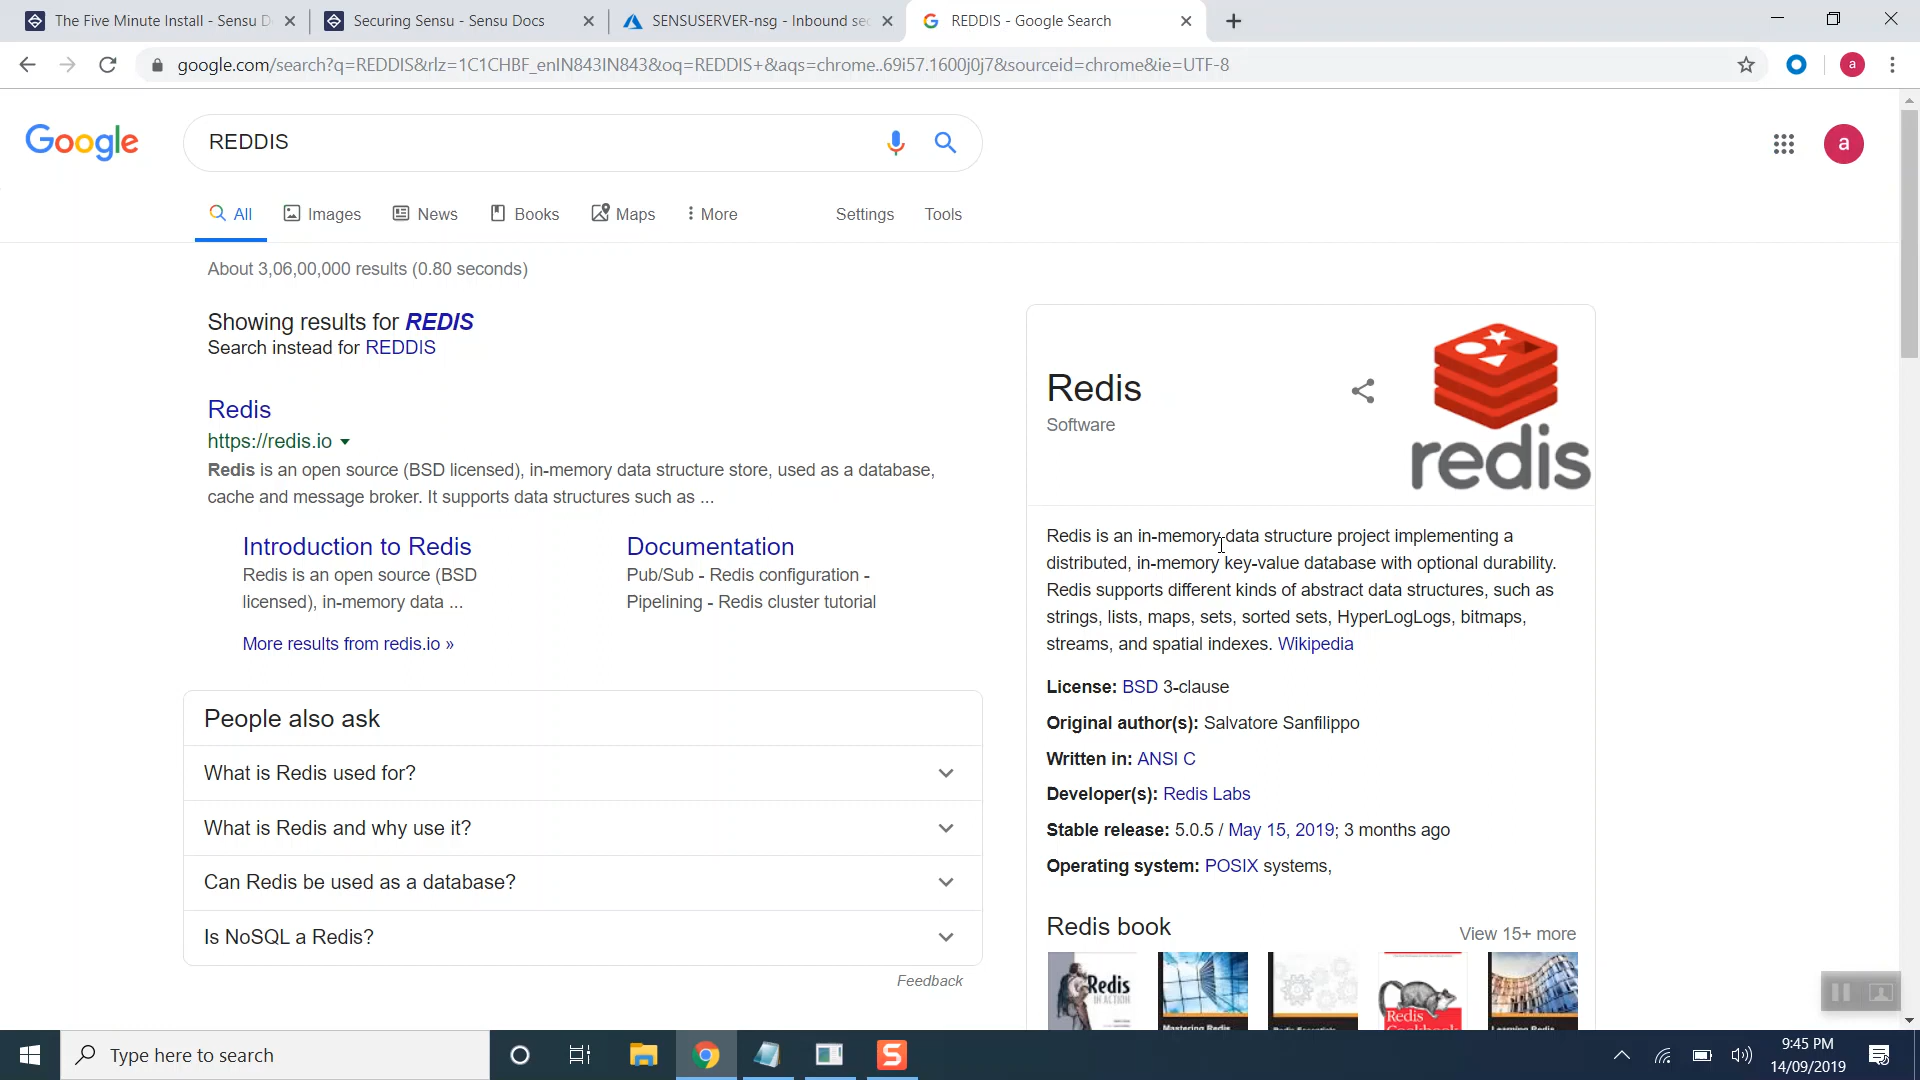 The Five Minute Install - Sensu D
Securing Sensu - Sensu Docs
SENSUSERVER-nsg - Inbound sec
REDDIS - Google Search
google.com/search?q=REDDIS&rlz=1C1CHBF_enIN843IN843&oq=REDDIS+&aqs=chrome..69i57.1600j0j7&sourceid=chrome&ie=UTF-8
a
Google
REDDIS
a
All
Images
News
Books
Maps
More
Settings
Tools
About 3,06,00,000 results (0.80 seconds)
Showing results for REDIS
Search instead for REDDIS
Redis
https://redis.io
Redis is an open source (BSD licensed), in-memory data structure store, used as a database,
cache and message broker. It supports data structures such as ...
Introduction to Redis
Redis is an open source (BSD
licensed), in-memory data ...
Documentation
Pub/Sub - Redis configuration -
Pipelining - Redis cluster tutorial
More results from redis.io »
People also ask
What is Redis used for?
What is Redis and why use it?
Can Redis be used as a database?
Is NoSQL a Redis?
Feedback
Redis
Software
redis
Redis is an in-memory data structure project implementing a
distributed, in-memory key-value database with optional durability.
Redis supports different kinds of abstract data structures, such as
strings, lists, maps, sets, sorted sets, HyperLogLogs, bitmaps,
streams, and spatial indexes. Wikipedia
License: BSD 3-clause
Original author(s): Salvatore Sanfilippo
Written in: ANSI C
Developer(s): Redis Labs
Stable release: 5.0.5 / May 15, 2019; 3 months ago
Operating system: POSIX systems,
Redis book
View 15+ more
Redis
IN ACTION
Mastering Redis
Redis Essentials
Redis
Cookbook
Learning Redis
Type here to search
S
9:45 PM
14/09/2019